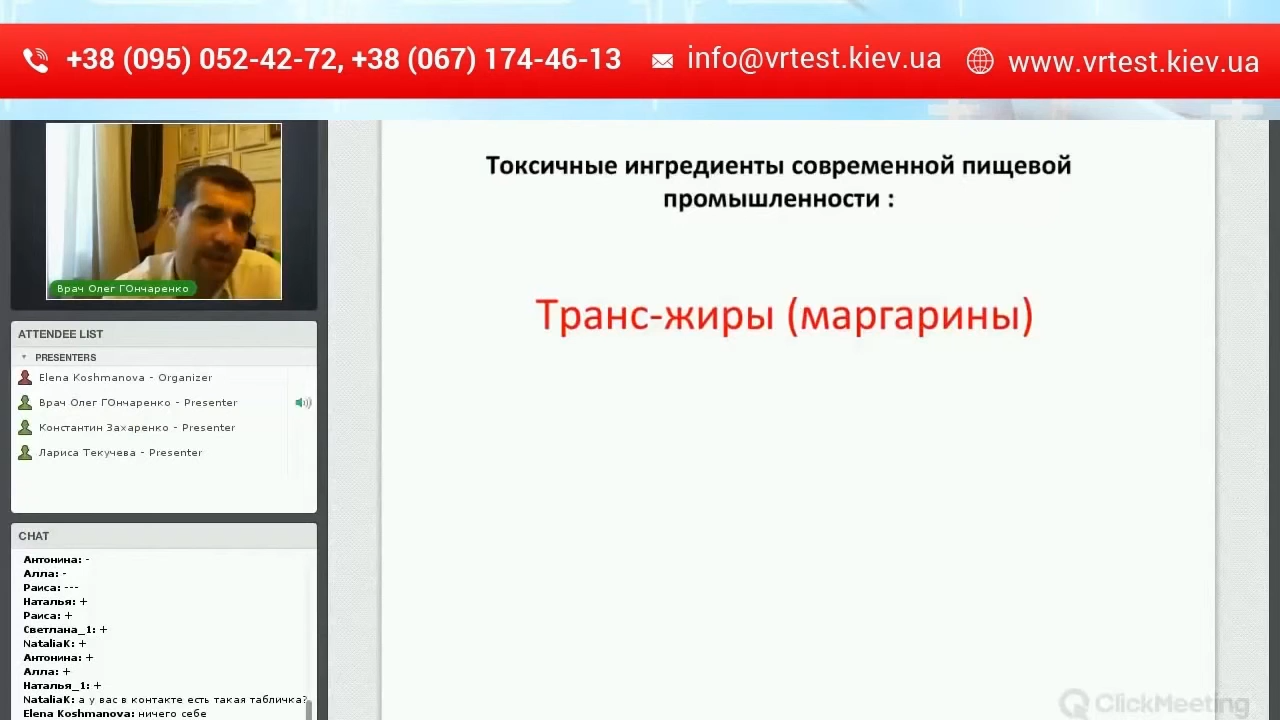 +38 (095) 052-42-72, +38 (067) 174-46-13 info@vrtest.kiev.ua www.vrtest.kiev.ua
Врач Олег ГОнчаренко
ATTENDEE LIST
PRESENTERS
Elena Koshmanova - Organizer
Врач Олег ГОнчаренко - Presenter
Константин Захаренко - Presenter
Лариса Текучева - Presenter
CHAT
Антонина: -
Алла: -
Раиса: ---
Наталья: +
Раиса: +
Светлана_1: +
NataliaK: +
Антонина: +
Алла: +
Наталья_1: +
NataliaK: а у вас в контакте есть такая табличка?
Elena Koshmanova: ничего себе
Токсичные ингредиенты современной пищевой
промышленности :
Транс-жиры (маргарины)
ClickMeeting